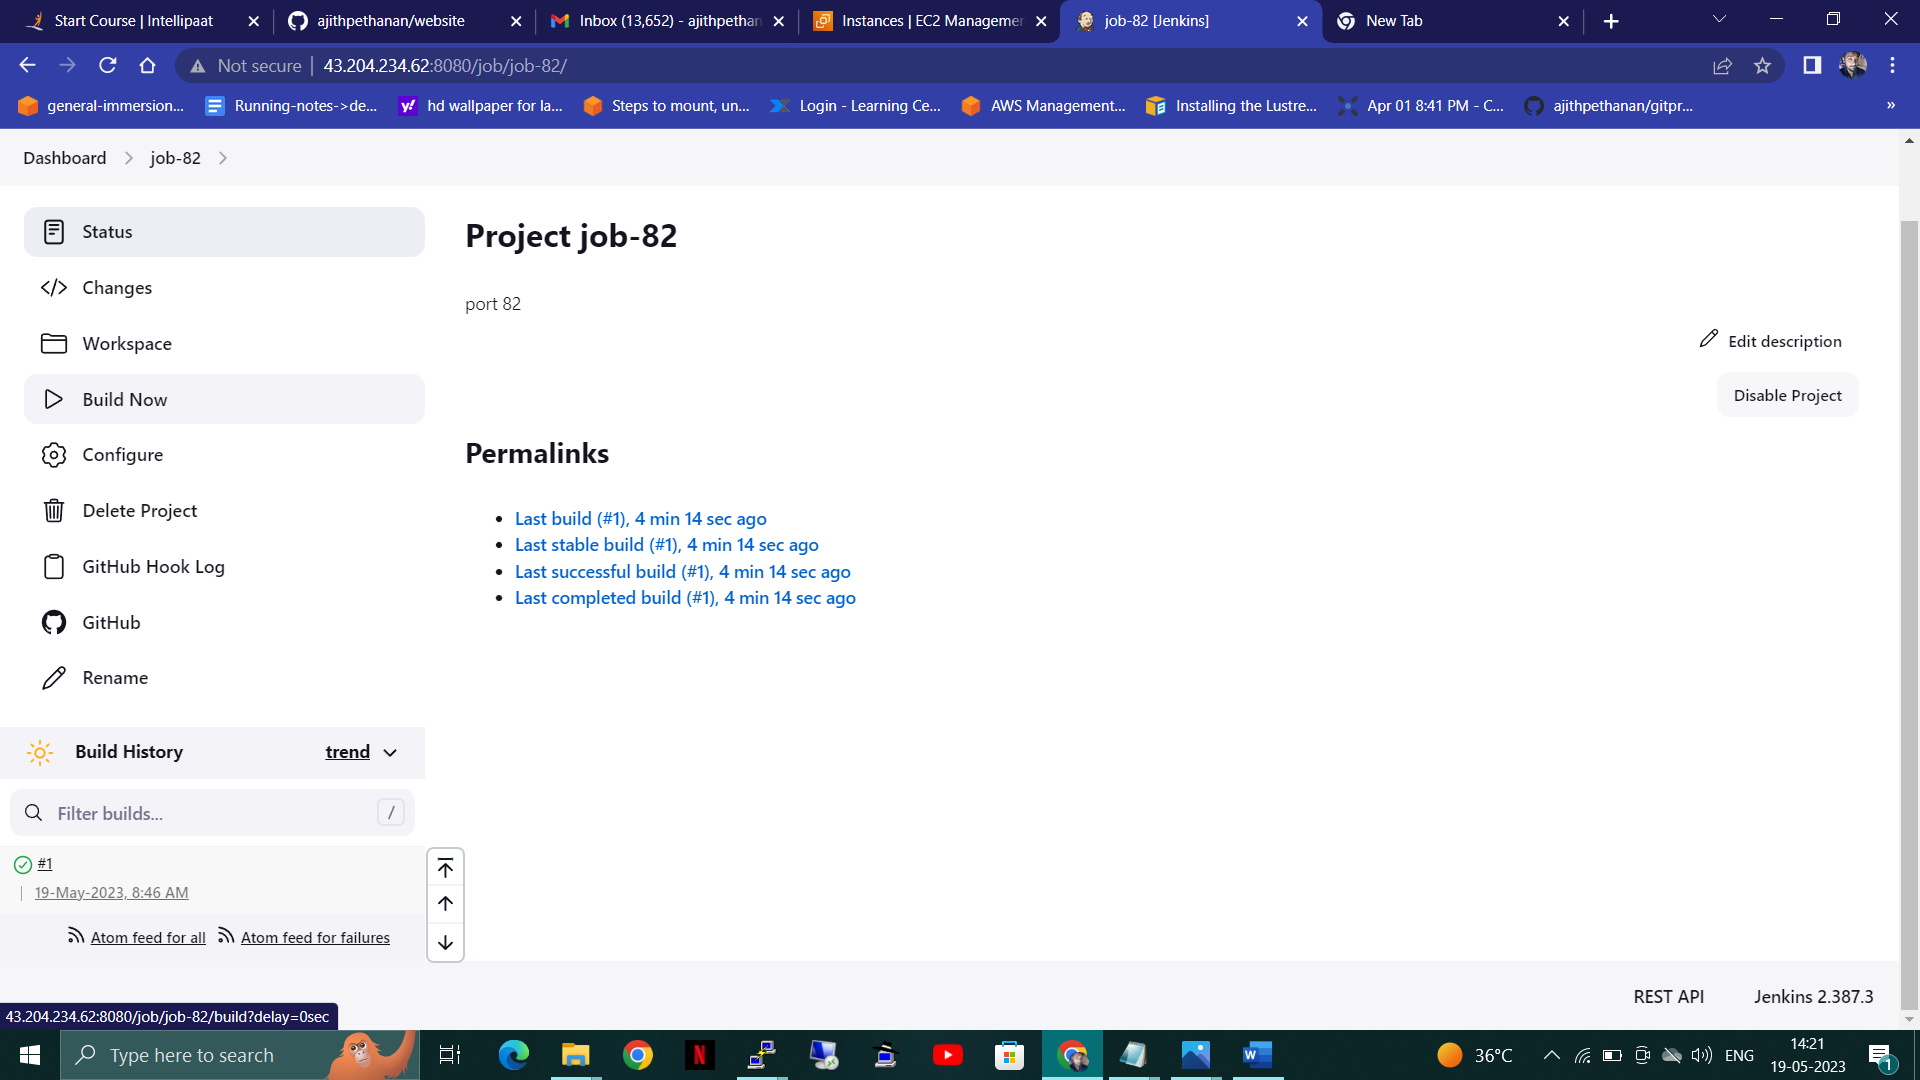 Start Course | Intellipaat
ajithpethanan/website
Inbox (13,652) - ajithpethan
Instances | EC2 Managemen
job-82 [Jenkins]
New Tab
Not secure | 43.204.234.62:8080/job/job-82/
general-immersion...
Running-notes->de...
hd wallpaper for la...
Steps to mount, un...
Login - Learning Ce...
AWS Management...
Installing the Lustre...
Apr 01 8:41 PM - C...
ajithpethanan/gitpr...
»
Dashboard
job-82
Status
Changes
Workspace
Build Now
Configure
Delete Project
GitHub Hook Log
GitHub
Rename
Build History
trend
Filter builds...
/
#1
19-May-2023, 8:46 AM
Atom feed for all
Atom feed for failures
Project job-82
port 82
Edit description
Disable Project
Permalinks
Last build (#1), 4 min 14 sec ago
Last stable build (#1), 4 min 14 sec ago
Last successful build (#1), 4 min 14 sec ago
Last completed build (#1), 4 min 14 sec ago
REST API
Jenkins 2.387.3
43.204.234.62:8080/job/job-82/build?delay=0sec
Type here to search
36°C
ENG
14:21
19-05-2023
1